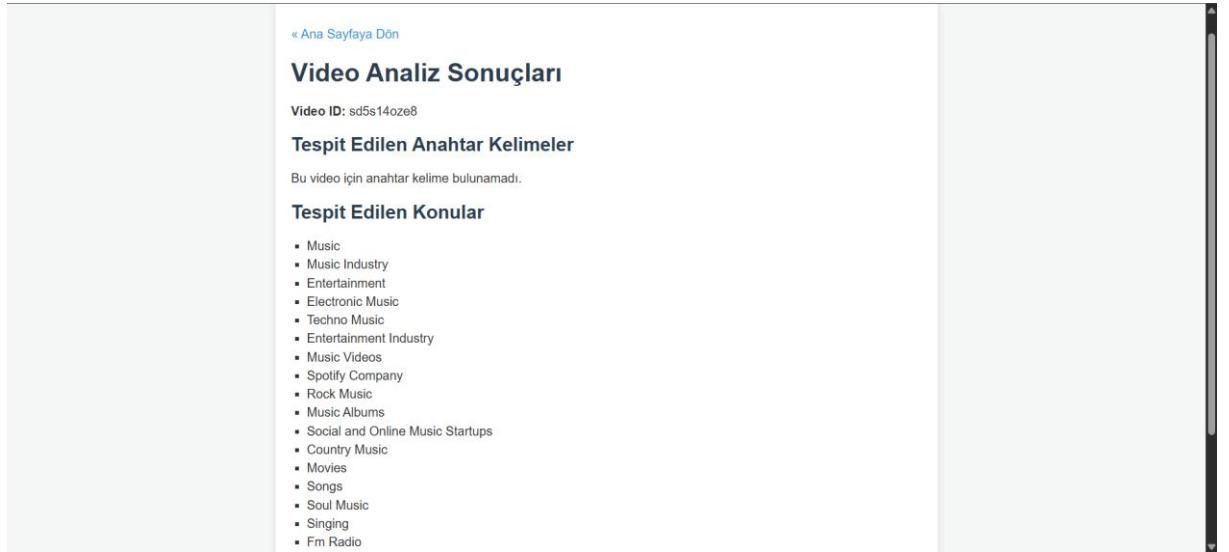 « Ana Sayfaya Dön
Video Analiz Sonuçları
Video ID: sd5s14oze8
Tespit Edilen Anahtar Kelimeler
Bu video için anahtar kelime bulunamadı.
Tespit Edilen Konular
▪ Music
▪ Music Industry
▪ Entertainment
▪ Electronic Music
▪ Techno Music
▪ Entertainment Industry
▪ Music Videos
▪ Spotify Company
▪ Rock Music
▪ Music Albums
▪ Social and Online Music Startups
▪ Country Music
▪ Movies
▪ Songs
▪ Soul Music
▪ Singing
▪ Fm Radio